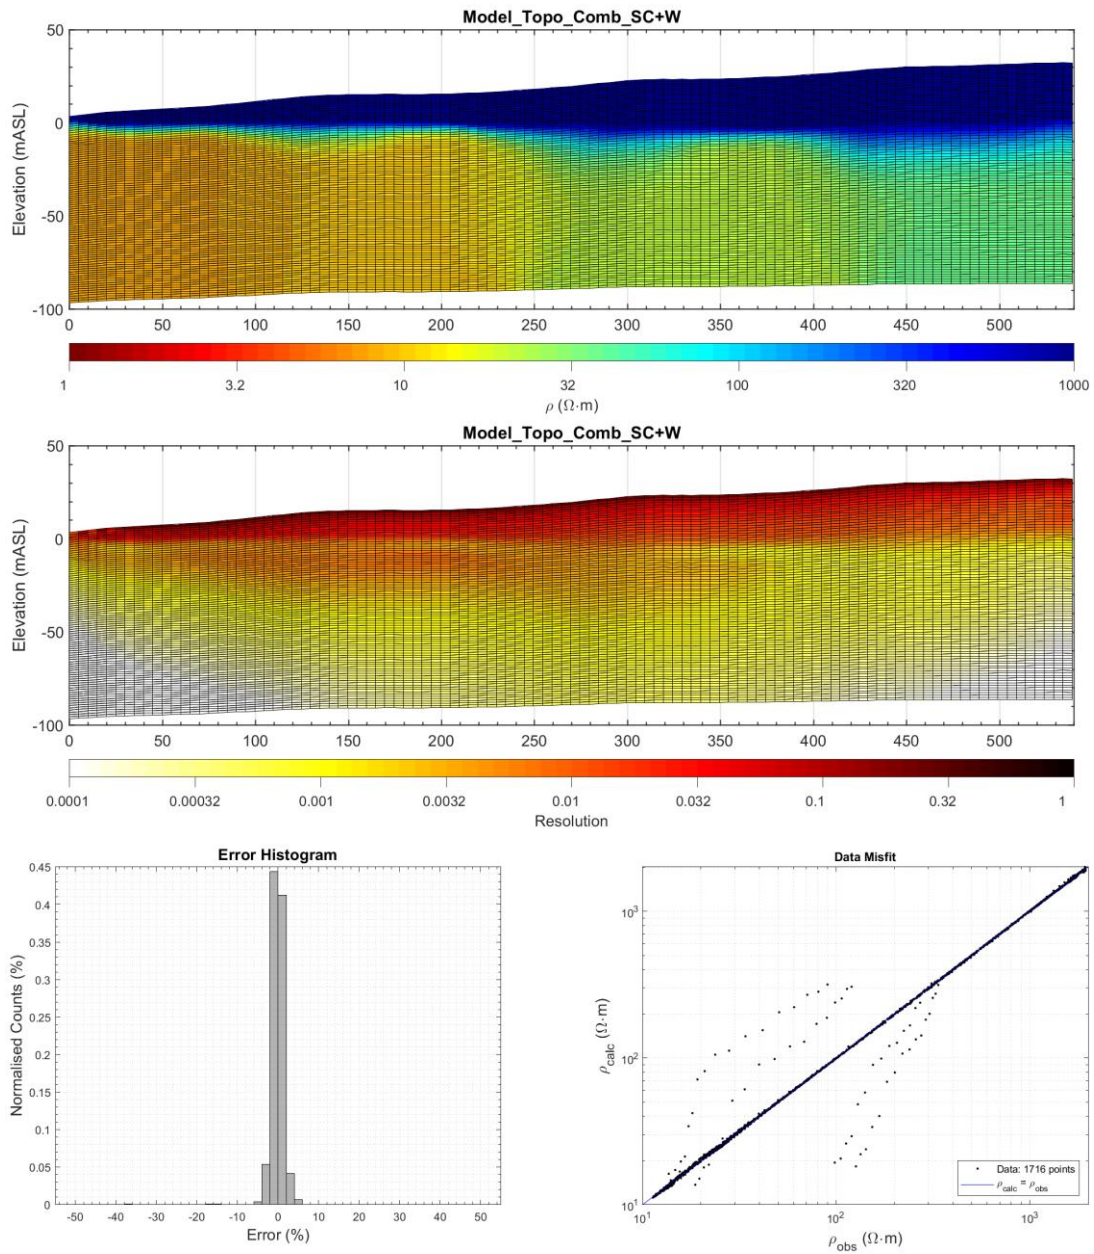 Model_Topo_Comb_SC+W
50
0
-50
-100
Elevation (mASL)
0 50 100 150 200 250 300 350 400 450 500
1 3.2 10 32 100 320 1000
ρ (Ω·m)
Model_Topo_Comb_SC+W
50
0
-50
-100
Elevation (mASL)
0 50 100 150 200 250 300 350 400 450 500
0.0001 0.00032 0.001 0.0032 0.01 0.032 0.1 0.32 1
Resolution
Error Histogram
0.45
0.4
0.35
0.3
0.25
0.2
0.15
0.1
0.05
0
Normalised Counts (%)
-50 -40 -30 -20 -10 0 10 20 30 40 50
Error (%)
Data Misfit
10³
10²
10¹
ρcalc (Ω·m)
Data: 1716 points
ρcalc = ρobs
10¹ 10² 10³
ρobs (Ω·m)